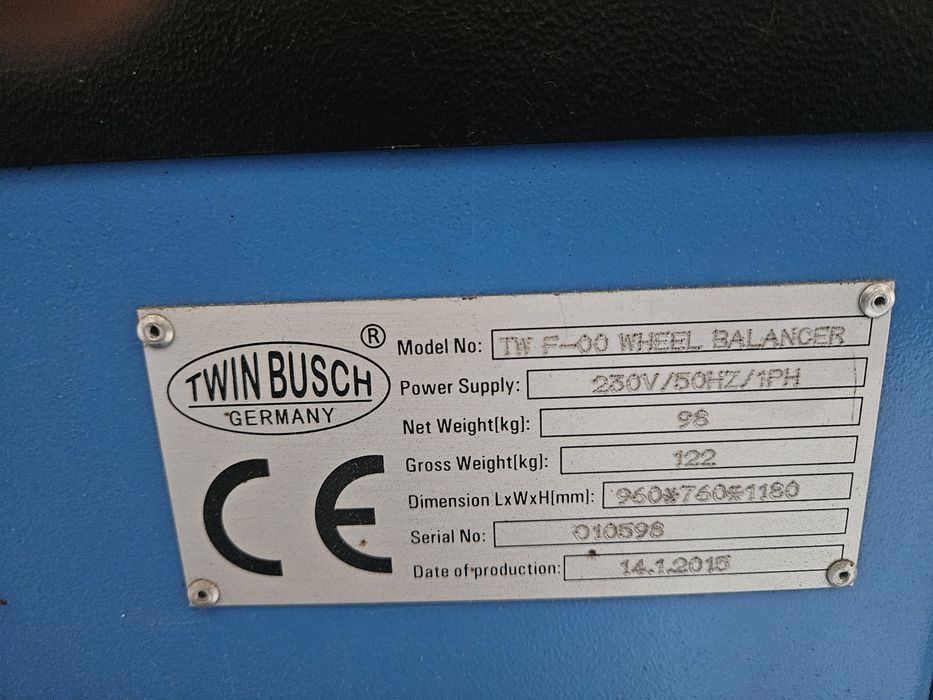 TWIN BUSCH ®
GERMANY
CE
Model No: TW F-00 WHEEL BALANCER
Power Supply: 230V/50HZ/1PH
Net Weight[kg]: 98
Gross Weight[kg]: 122
Dimension LxWxH[mm]: 960*760*1180
Serial No: 010598
Date of production: 14.1.2015